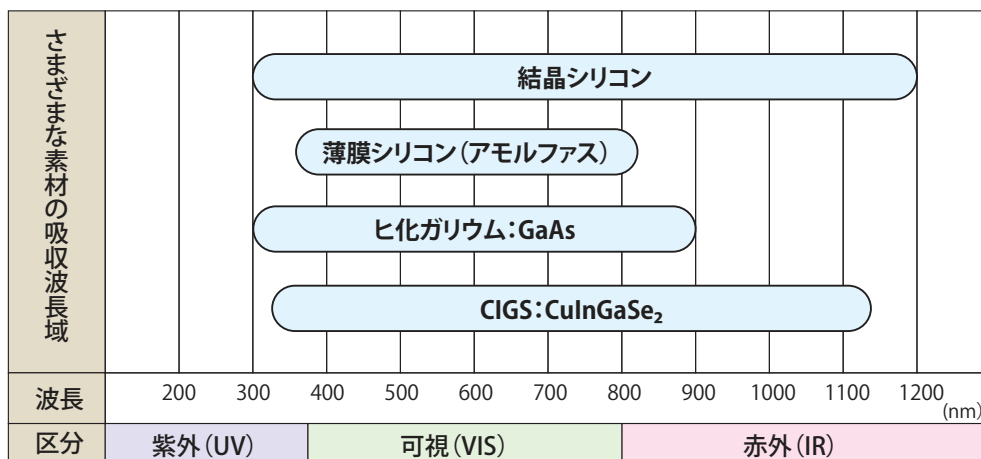 さまざまな素材の吸収波長域
結晶シリコン
薄膜シリコン（アモルファス）
ヒ化ガリウム：GaAs
CIGS：CuInGaSe₂
波長 200 300 400 500 600 700 800 900 1000 1100 1200
(nm)
区分 紫外（UV） 可視（VIS） 赤外（IR）